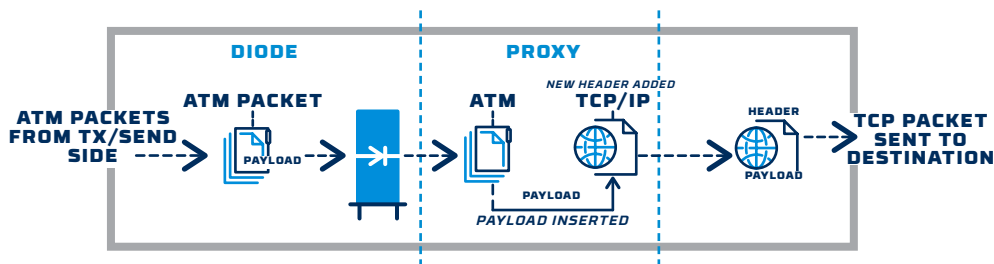 DIODE
PROXY
ATM PACKETS
FROM TX/SEND
SIDE
ATM PACKET
PAYLOAD
ATM
NEW HEADER ADDED
TCP/IP
PAYLOAD
PAYLOAD INSERTED
HEADER
PAYLOAD
TCP PACKET
SENT TO
DESTINATION